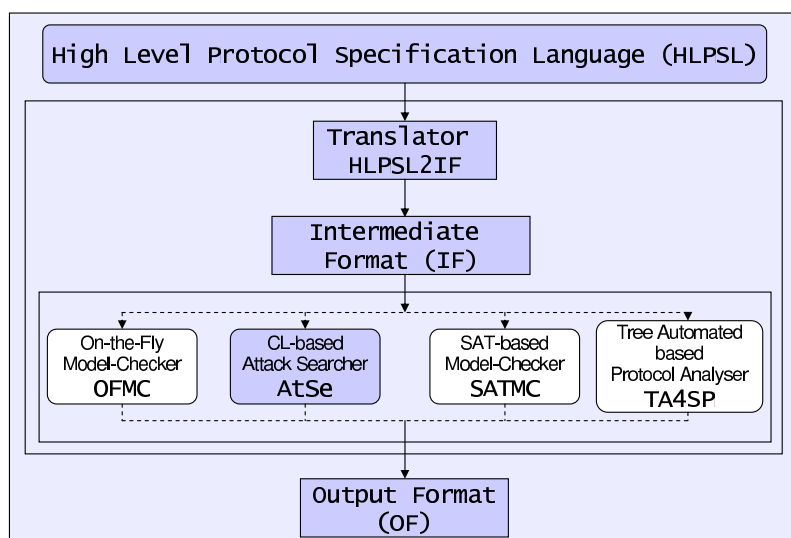 High Level Protocol Specification Language (HLPSL)
Translator
HLPSL2IF
Intermediate
Format (IF)
On-the-Fly
Model-Checker
OFMC
CL-based
Attack Searcher
AtSe
SAT-based
Model-Checker
SATMC
Tree Automated
based
Protocol Analyser
TA4SP
Output Format
(OF)